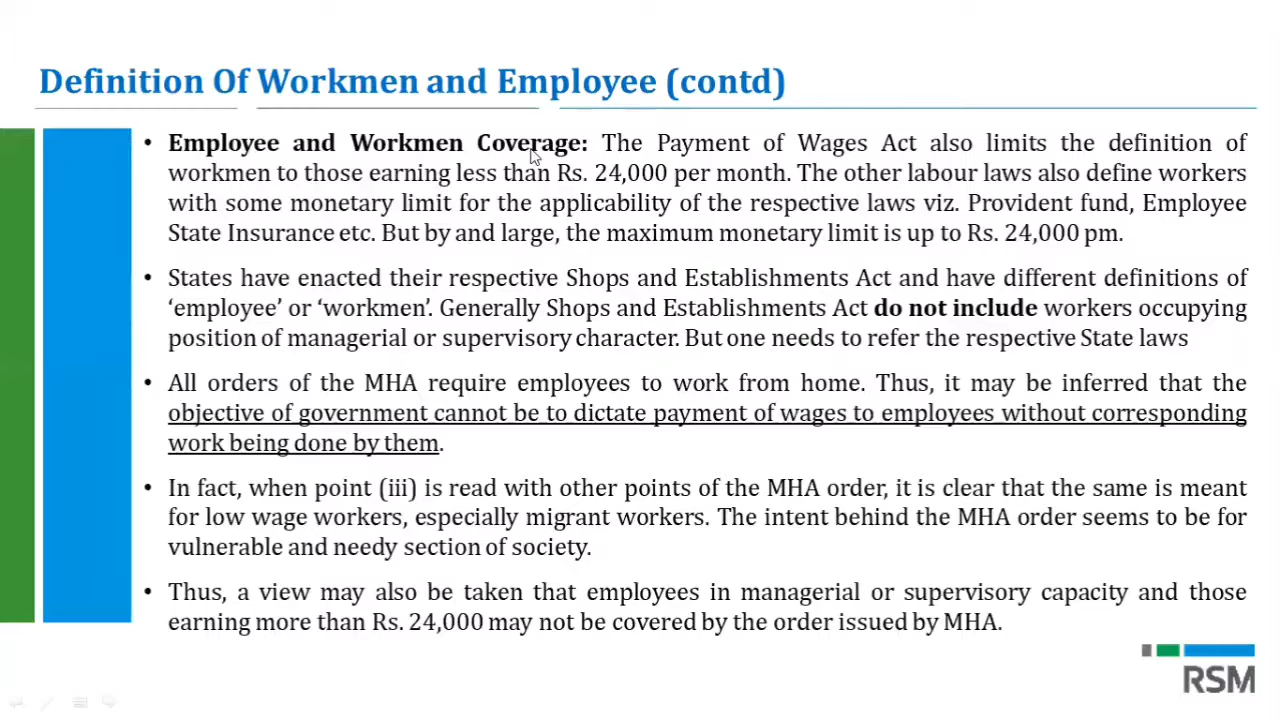 Definition Of Workmen and Employee (contd)
• Employee and Workmen Coverage: The Payment of Wages Act also limits the definition of
workmen to those earning less than Rs. 24,000 per month. The other labour laws also define workers
with some monetary limit for the applicability of the respective laws viz. Provident fund, Employee
State Insurance etc. But by and large, the maximum monetary limit is up to Rs. 24,000 pm.
• States have enacted their respective Shops and Establishments Act and have different definitions of
‘employee’ or ‘workmen’. Generally Shops and Establishments Act do not include workers occupying
position of managerial or supervisory character. But one needs to refer the respective State laws
• All orders of the MHA require employees to work from home. Thus, it may be inferred that the
objective of government cannot be to dictate payment of wages to employees without corresponding
work being done by them.
• In fact, when point (iii) is read with other points of the MHA order, it is clear that the same is meant
for low wage workers, especially migrant workers. The intent behind the MHA order seems to be for
vulnerable and needy section of society.
• Thus, a view may also be taken that employees in managerial or supervisory capacity and those
earning more than Rs. 24,000 may not be covered by the order issued by MHA.
RSM